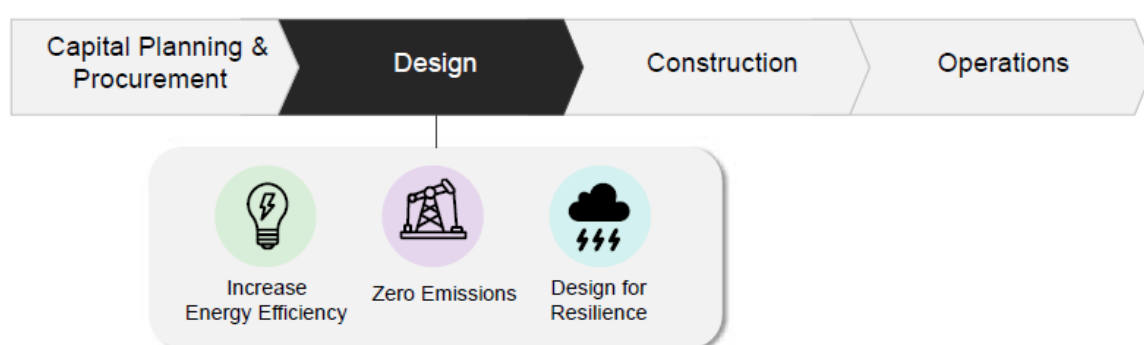 Capital Planning &
Procurement
Design
Construction
Operations
Increase
Energy Efficiency
Zero Emissions
Design for
Resilience